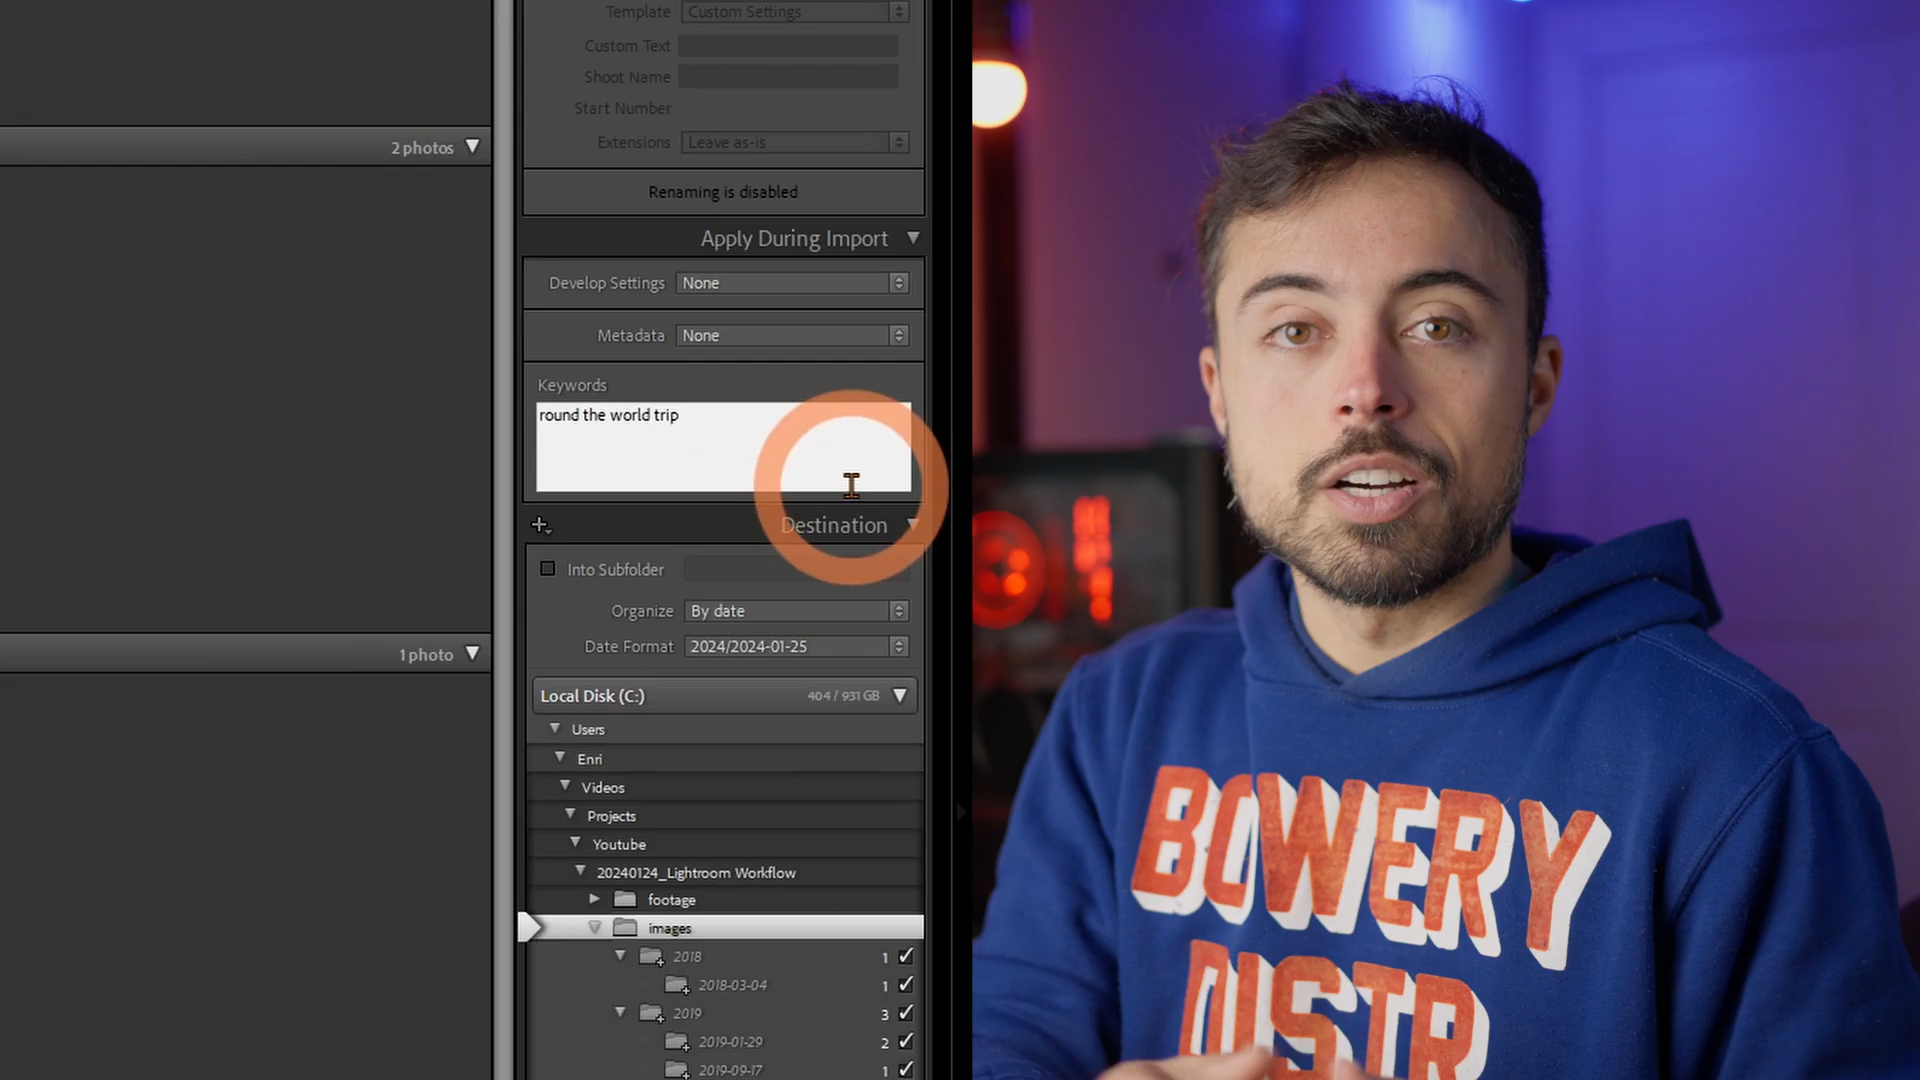 Template Custom Settings
Custom Text
Shoot Name
Start Number
Extensions Leave as-is
Renaming is disabled
Apply During Import
Develop Settings None
Metadata None
Keywords
round the world trip
Destination
Into Subfolder
Organize By date
Date Format 2024/2024-01-25
Local Disk (C:) 404 / 931 GB
Users
Enri
Videos
Projects
Youtube
20240124_Lightroom Workflow
footage
images
2018 1
2018-03-04 1
2019 3
2019-01-29 2
2019-09-17 1
2 photos
1 photo
BOWERY
DISTR